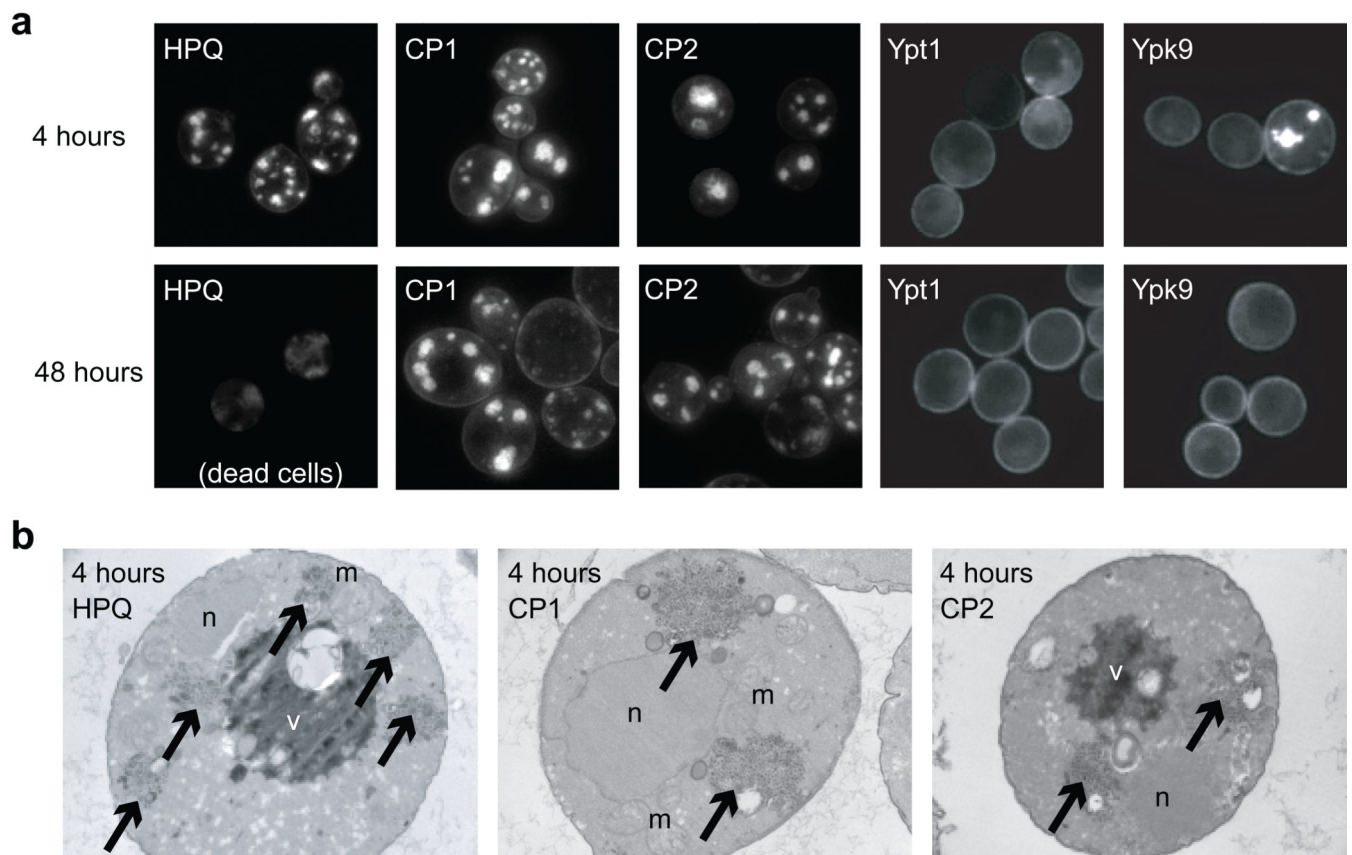 a
HPQ
CP1
CP2
Ypt1
Ypk9
4 hours
HPQ
CP1
CP2
Ypt1
Ypk9
48 hours
(dead cells)
b
4 hours
HPQ
m
n
v
4 hours
CP1
n
m
m
4 hours
CP2
v
n